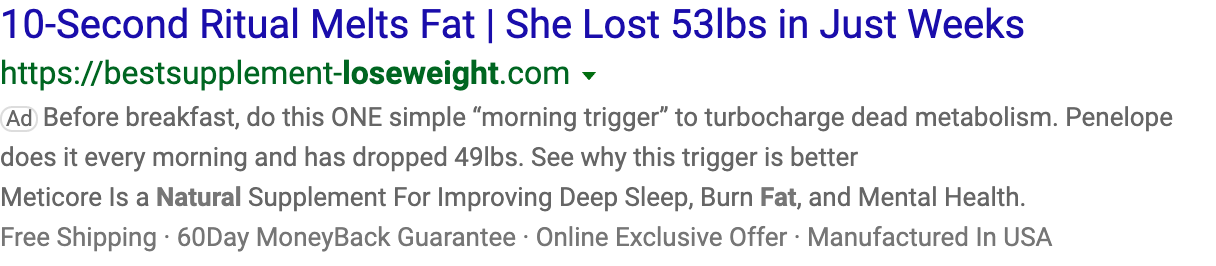 10-Second Ritual Melts Fat | She Lost 53lbs in Just Weeks
https://bestsupplement-loseweight.com
Ad Before breakfast, do this ONE simple “morning trigger” to turbocharge dead metabolism. Penelope
does it every morning and has dropped 49lbs. See why this trigger is better
Meticore Is a Natural Supplement For Improving Deep Sleep, Burn Fat, and Mental Health.
Free Shipping · 60Day MoneyBack Guarantee · Online Exclusive Offer · Manufactured In USA